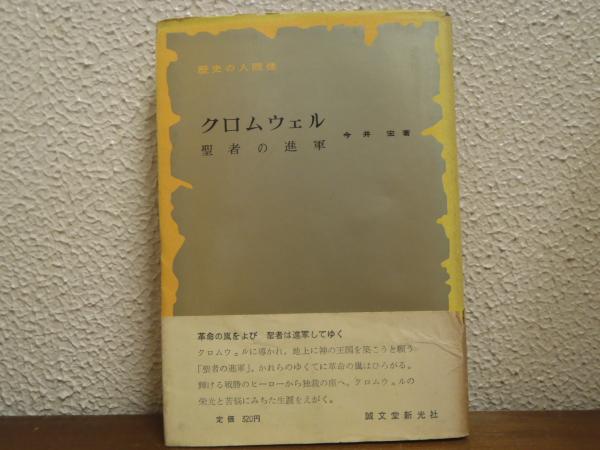 歴史の人間像
クロムウェル
聖者の進軍
今井宏著
革命の嵐をよび 聖者は進軍してゆく
クロムウェルに導かれ，地上に神の王国を築こうと願う
「聖者の進軍」，かれらのゆくてに革命の嵐はひろがる。
輝ける戦勝のヒーローから独裁の座へ，クロムウェルの
栄光と苦悩にみちた生涯をえがく。
定価 320円
誠文堂新光社